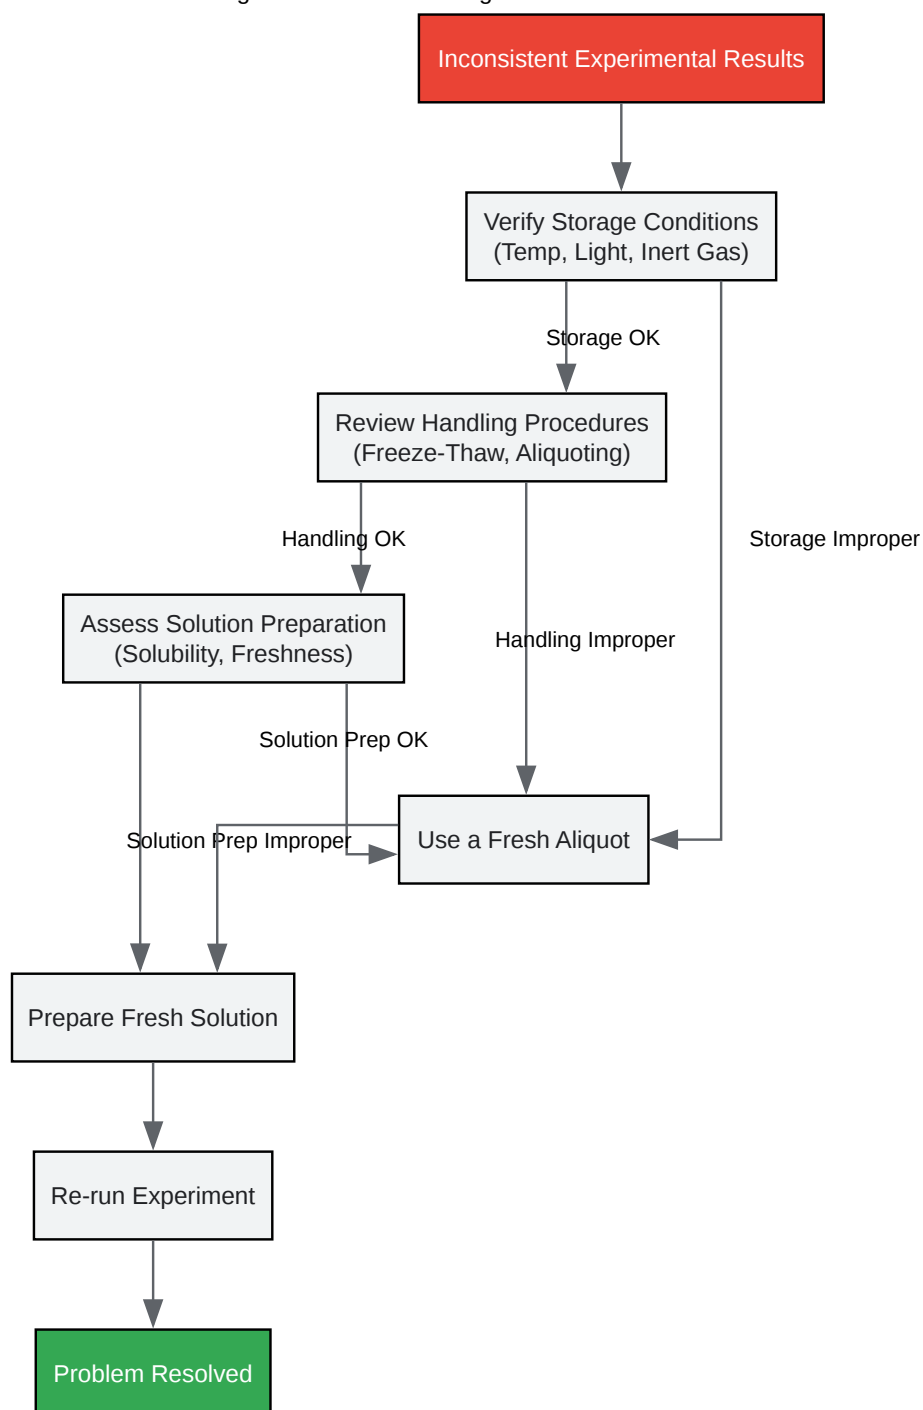 Inconsistent Experimental Results
Verify Storage Conditions
(Temp, Light, Inert Gas)
Storage OK
Review Handling Procedures
(Freeze-Thaw, Aliquoting)
Handling OK
Storage Improper
Assess Solution Preparation
(Solubility, Freshness)
Handling Improper
Solution Prep OK
Use a Fresh Aliquot
Solution Prep Improper
Prepare Fresh Solution
Re-run Experiment
Problem Resolved